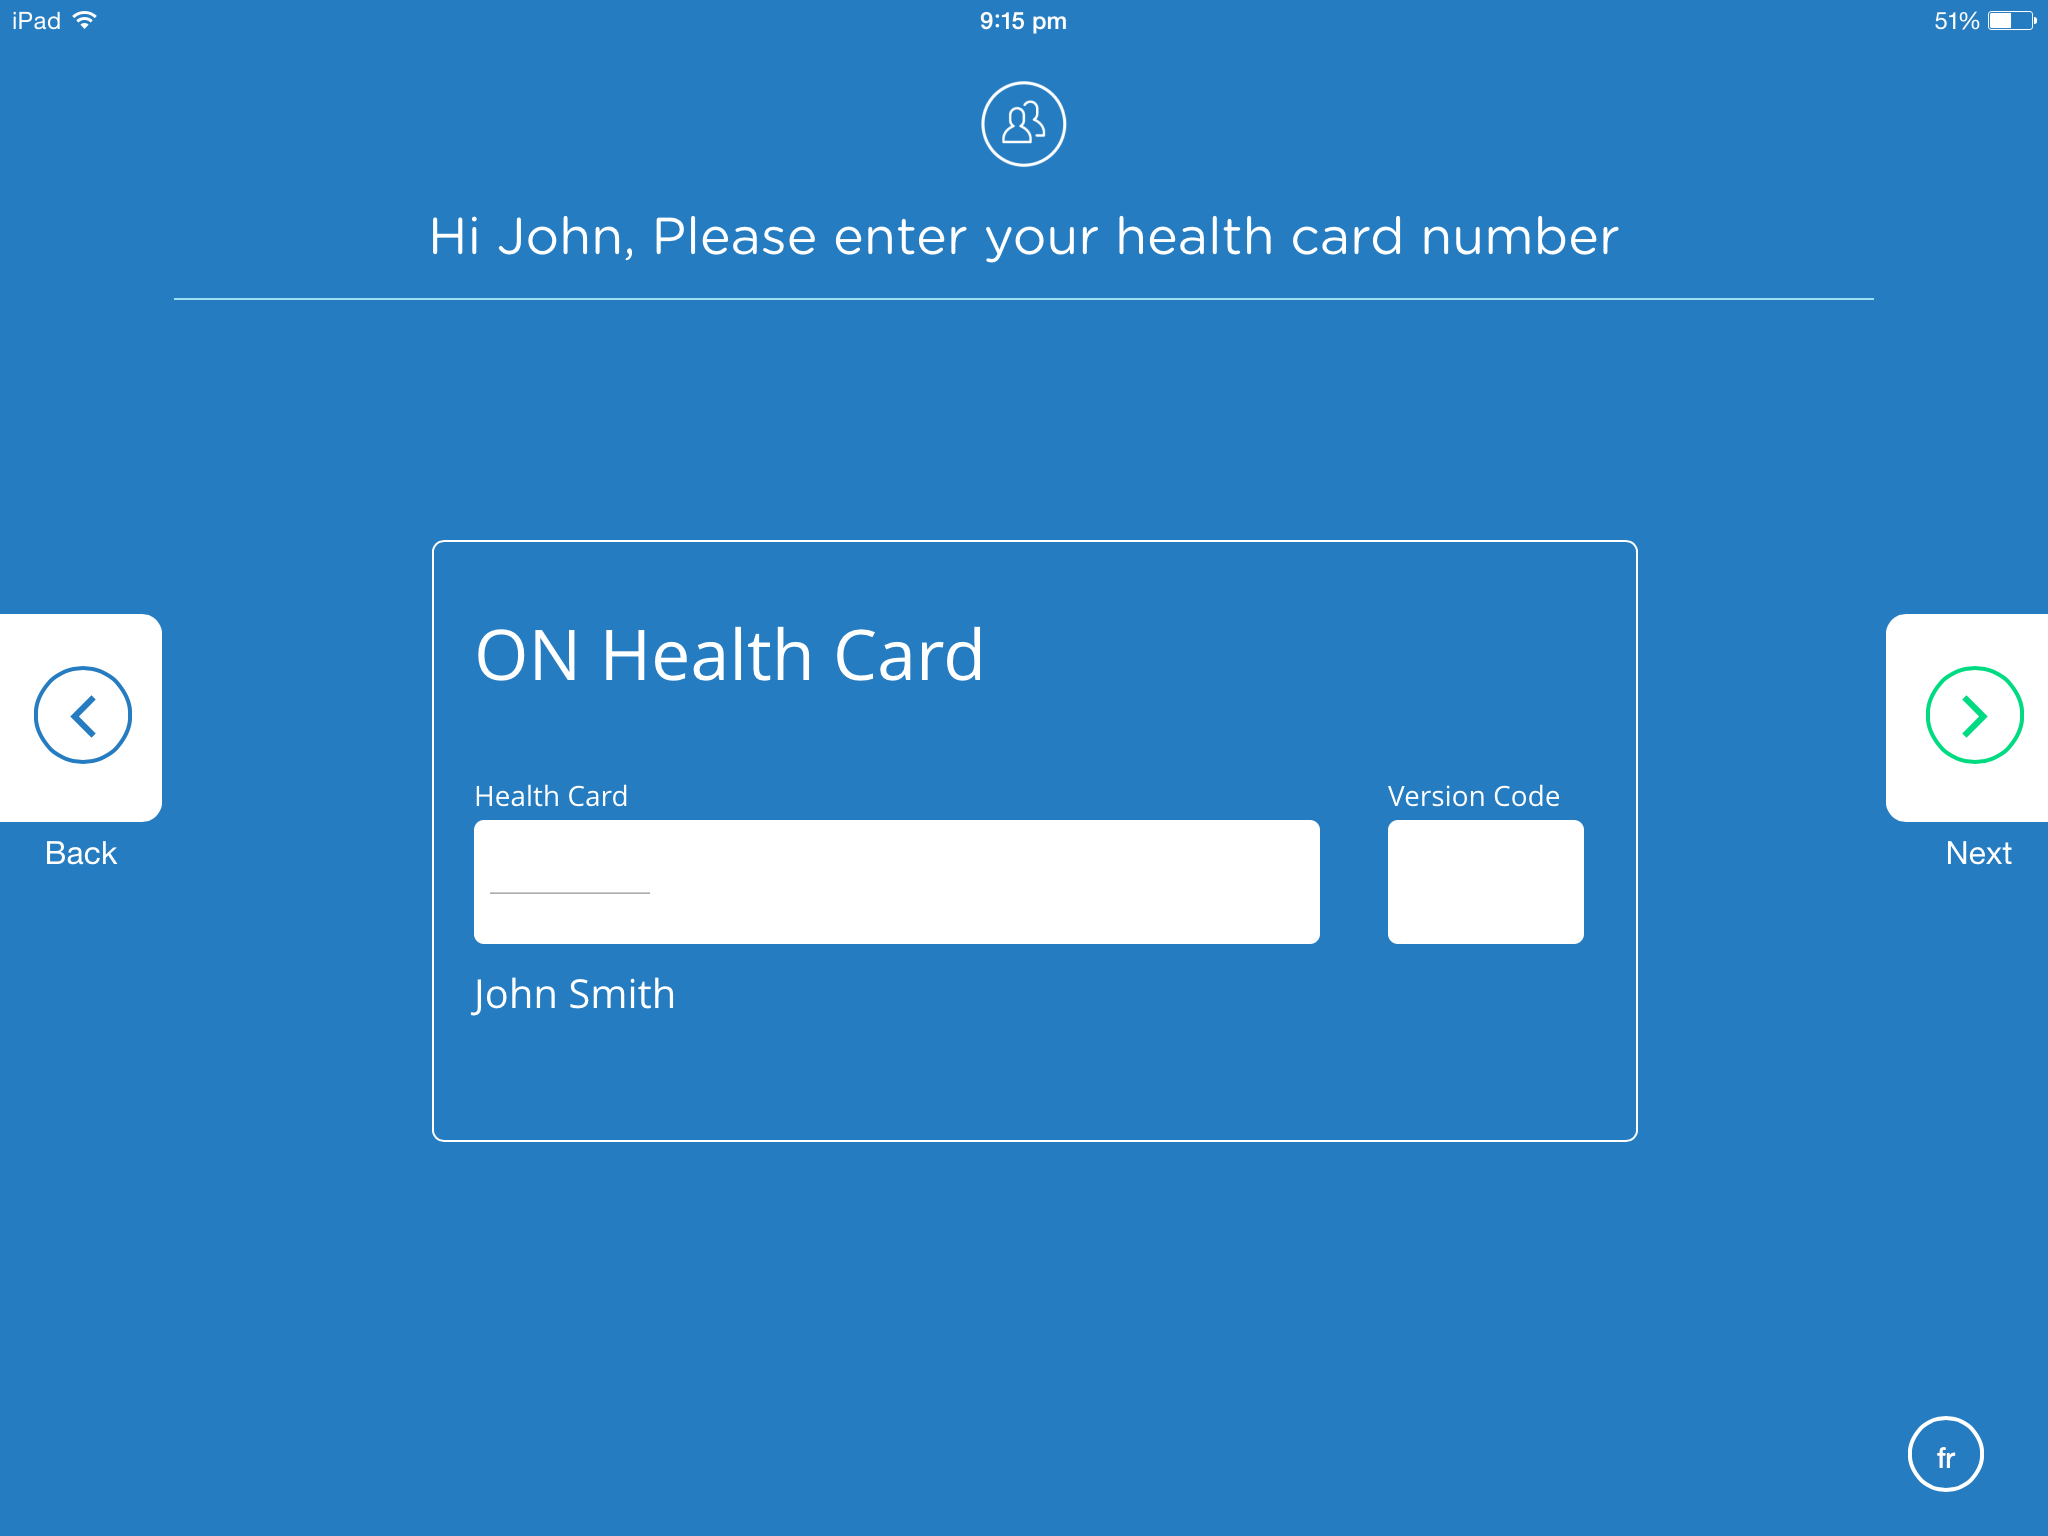 iPad 9:15 pm 51%
Hi John, Please enter your health card number
ON Health Card
Health Card Version Code
Back Next
John Smith
fr